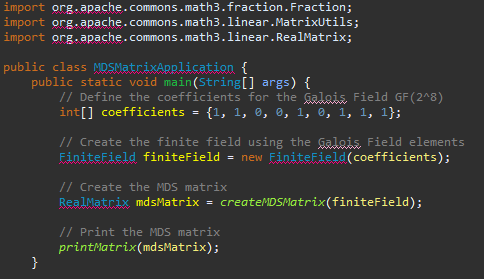 import org.apache.commons.math3.fraction.Fraction;
import org.apache.commons.math3.linear.MatrixUtils;
import org.apache.commons.math3.linear.RealMatrix;
public class MDSMatrixApplication {
public static void main(String[] args) {
// Define the coefficients for the Galois Field GF(2^8)
int[] coefficients = {1, 1, 0, 0, 1, 0, 1, 1, 1};
// Create the finite field using the Galois Field elements
FiniteField finiteField = new FiniteField(coefficients);
// Create the MDS matrix
RealMatrix mdsMatrix = createMDSMatrix(finiteField);
// Print the MDS matrix
printMatrix(mdsMatrix);
}